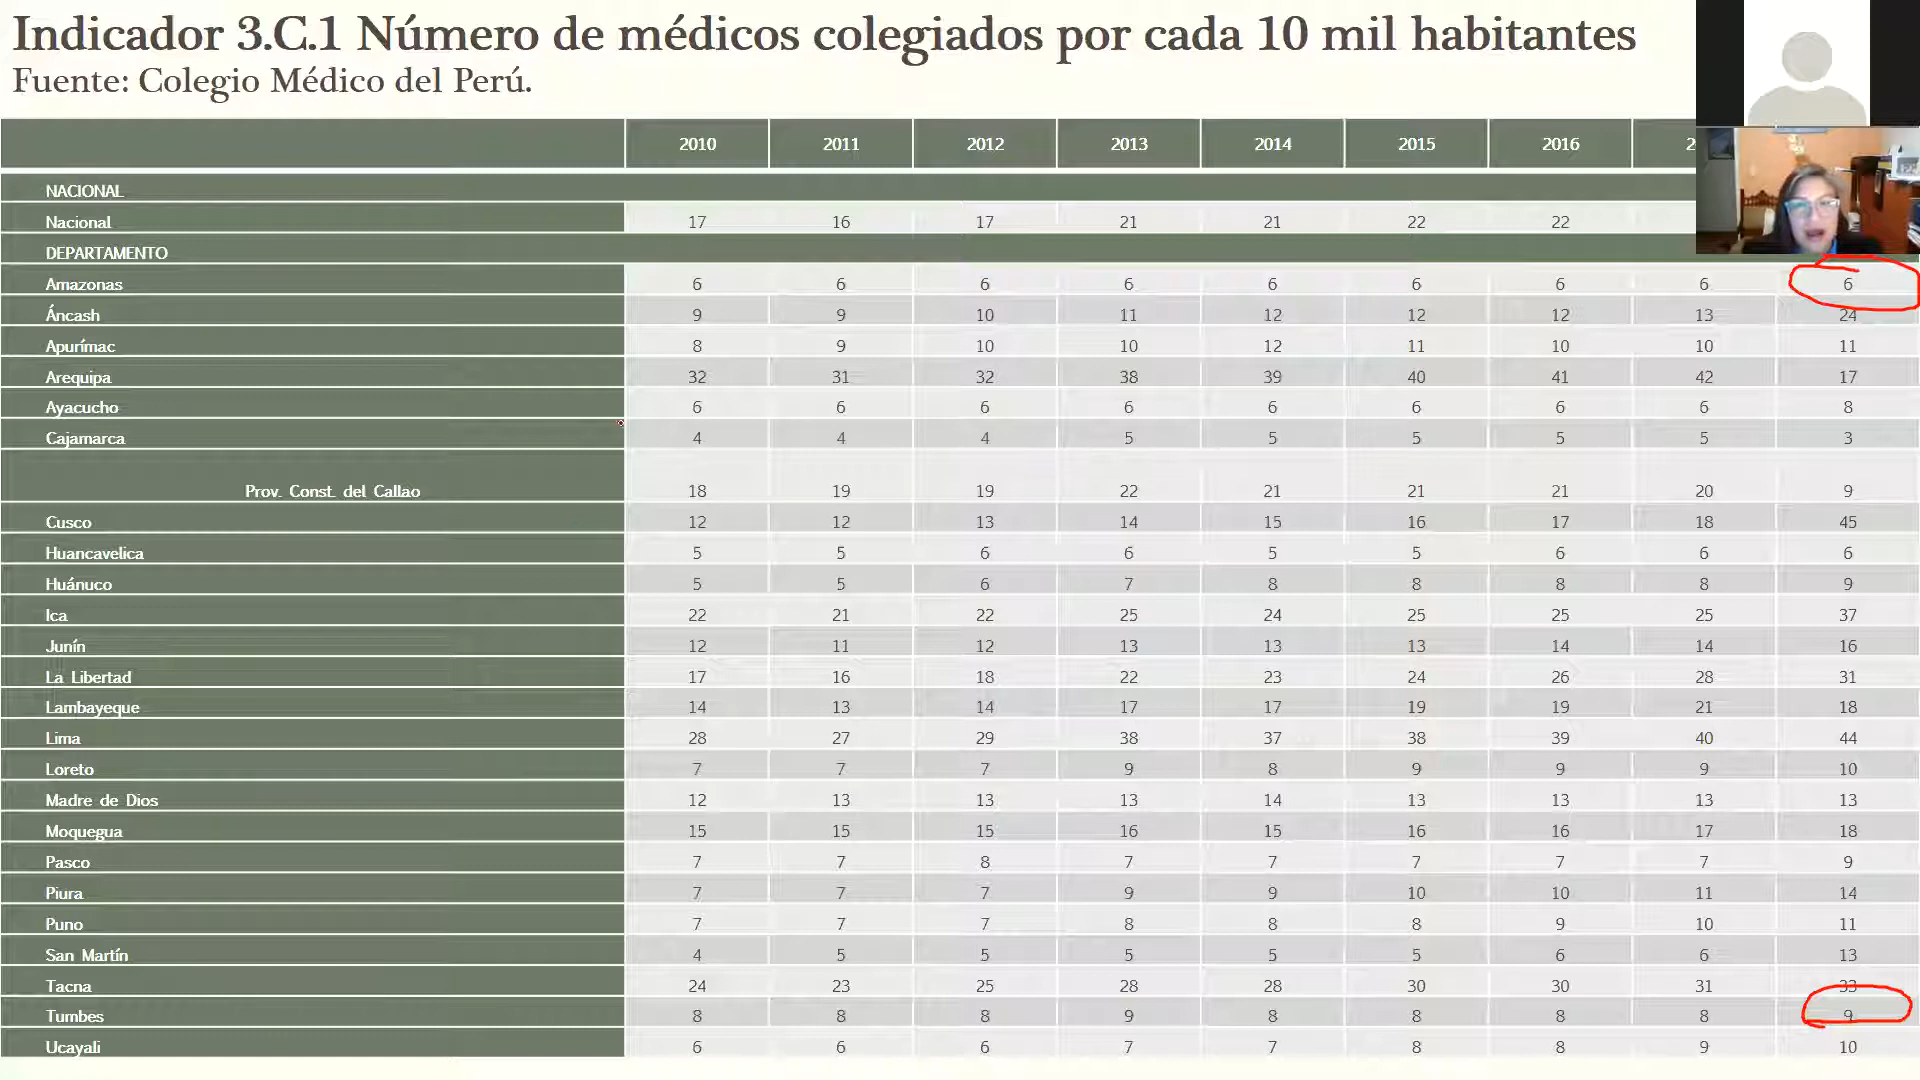 Indicador 3.C.1 Número de médicos colegiados por cada 10 mil habitantes
Fuente: Colegio Médico del Perú.
2010 2011 2012 2013 2014 2015 2016
NACIONAL
Nacional 17 16 17 21 21 22 22
DEPARTAMENTO
Amazonas 6 6 6 6 6 6 6 6 6
Áncash 9 9 10 11 12 12 12 13 24
Apurímac 8 9 10 10 12 11 10 10 11
Arequipa 32 31 32 38 39 40 41 42 17
Ayacucho 6 6 6 6 6 6 6 6 8
Cajamarca 4 4 4 5 5 5 5 5 3
Prov. Const. del Callao 18 19 19 22 21 21 21 20 9
Cusco 12 12 13 14 15 16 17 18 45
Huancavelica 5 5 6 6 5 5 6 6 6
Huánuco 5 5 6 7 8 8 8 8 9
Ica 22 21 22 25 24 25 25 25 37
Junín 12 11 12 13 13 13 14 14 16
La Libertad 17 16 18 22 23 24 26 28 31
Lambayeque 14 13 14 17 17 19 19 21 18
Lima 28 27 29 38 37 38 39 40 44
Loreto 7 7 7 9 8 9 9 9 10
Madre de Dios 12 13 13 13 14 13 13 13 13
Moquegua 15 15 15 16 15 16 16 17 18
Pasco 7 7 8 7 7 7 7 7 9
Piura 7 7 7 9 9 10 10 11 14
Puno 7 7 7 8 8 8 9 10 11
San Martín 4 5 5 5 5 5 6 6 13
Tacna 24 23 25 28 28 30 30 31 33
Tumbes 8 8 8 9 8 8 8 8 9
Ucayali 6 6 6 7 7 8 8 9 10